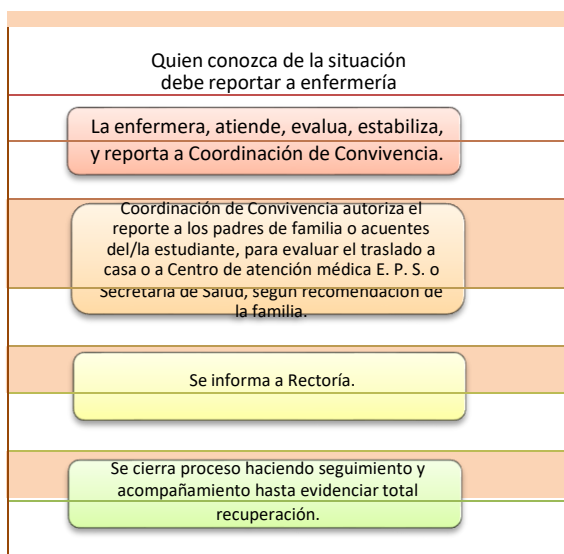 Quien conozca de la situación
debe reportar a enfermería
La enfermera, atiende, evalua, estabiliza,
y reporta a Coordinación de Convivencia.
Coordinación de Convivencia autoriza el
reporte a los padres de familia o acuentes
del/la estudiante, para evaluar el traslado a
casa o a Centro de atención médica E. P. S. o
Secretaría de Salud, según recomendación de
la familia.
Se informa a Rectoría.
Se cierra proceso haciendo seguimiento y
acompañamiento hasta evidenciar total
recuperación.